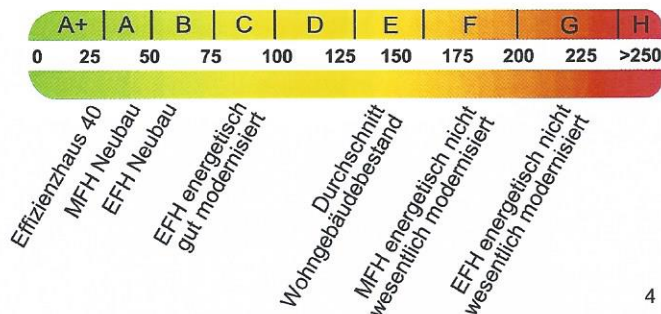 A+ A B C D E F G H
0 25 50 75 100 125 150 175 200 225 >250
Effizienzhaus 40
MFH Neubau
EFH Neubau
EFH energetisch
gut modernisiert
Durchschnitt
Wohngebäudebestand
MFH energetisch nicht
wesentlich modernisiert
EFH energetisch nicht
wesentlich modernisiert
4